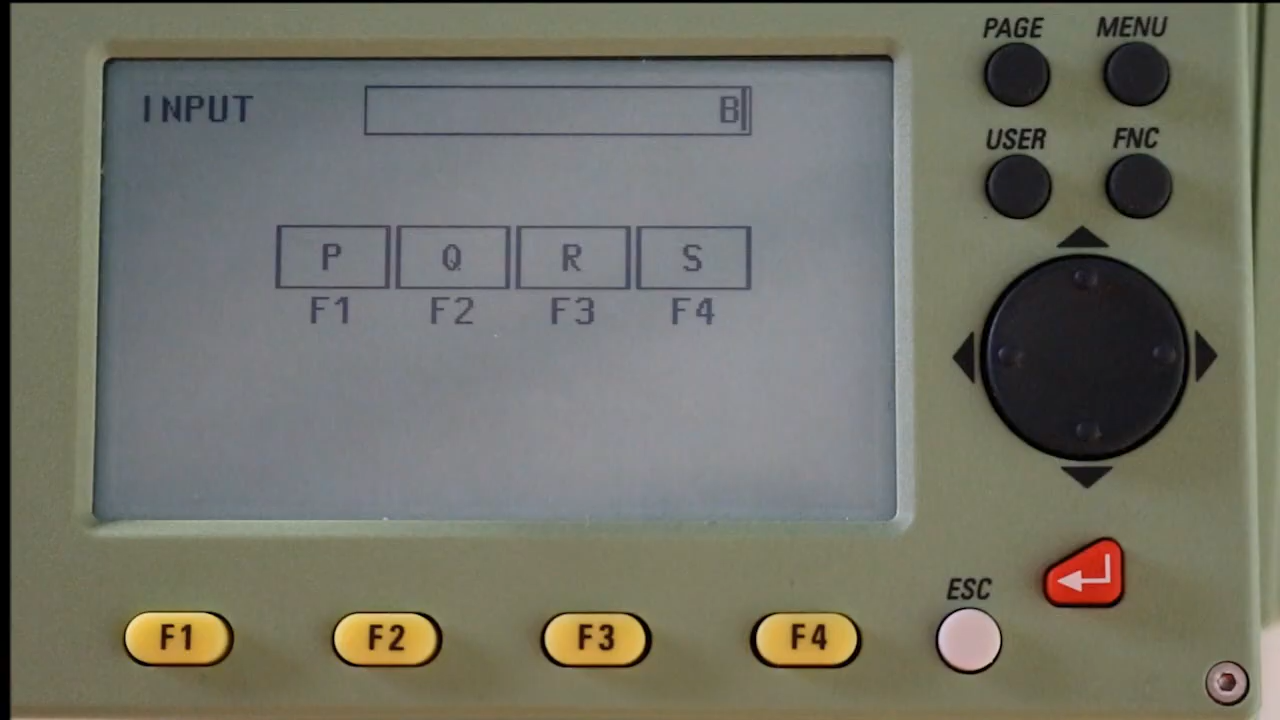 PAGE MENU
INPUT B
USER FNC
P Q R S
F1 F2 F3 F4
ESC
F1 F2 F3 F4